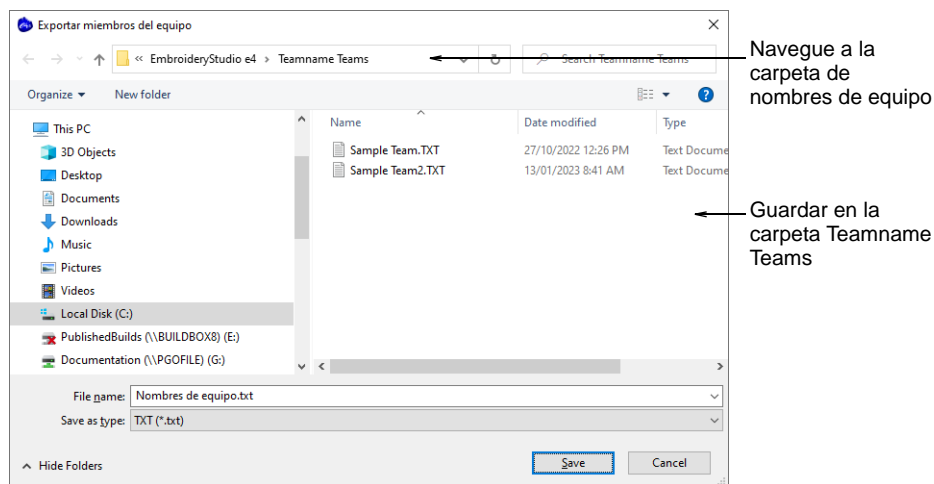 Exportar miembros del equipo
« EmbroideryStudio e4 › Teamname Teams
Search Teamname Teams
Organize
New folder
Name
Date modified
Type
This PC
3D Objects
Desktop
Documents
Downloads
Music
Pictures
Videos
Local Disk (C:)
PublishedBuilds (\\BUILDBOX8) (E:)
Documentation (\\PGOFILE) (G:)
Sample Team.TXT 27/10/2022 12:26 PM Text Docume
Sample Team2.TXT 13/01/2023 8:41 AM Text Docume
File name: Nombres de equipo.txt
Save as type: TXT (*.txt)
Hide Folders
Save
Cancel
Navegue a la
carpeta de
nombres de equipo
Guardar en la
carpeta Teamname
Teams